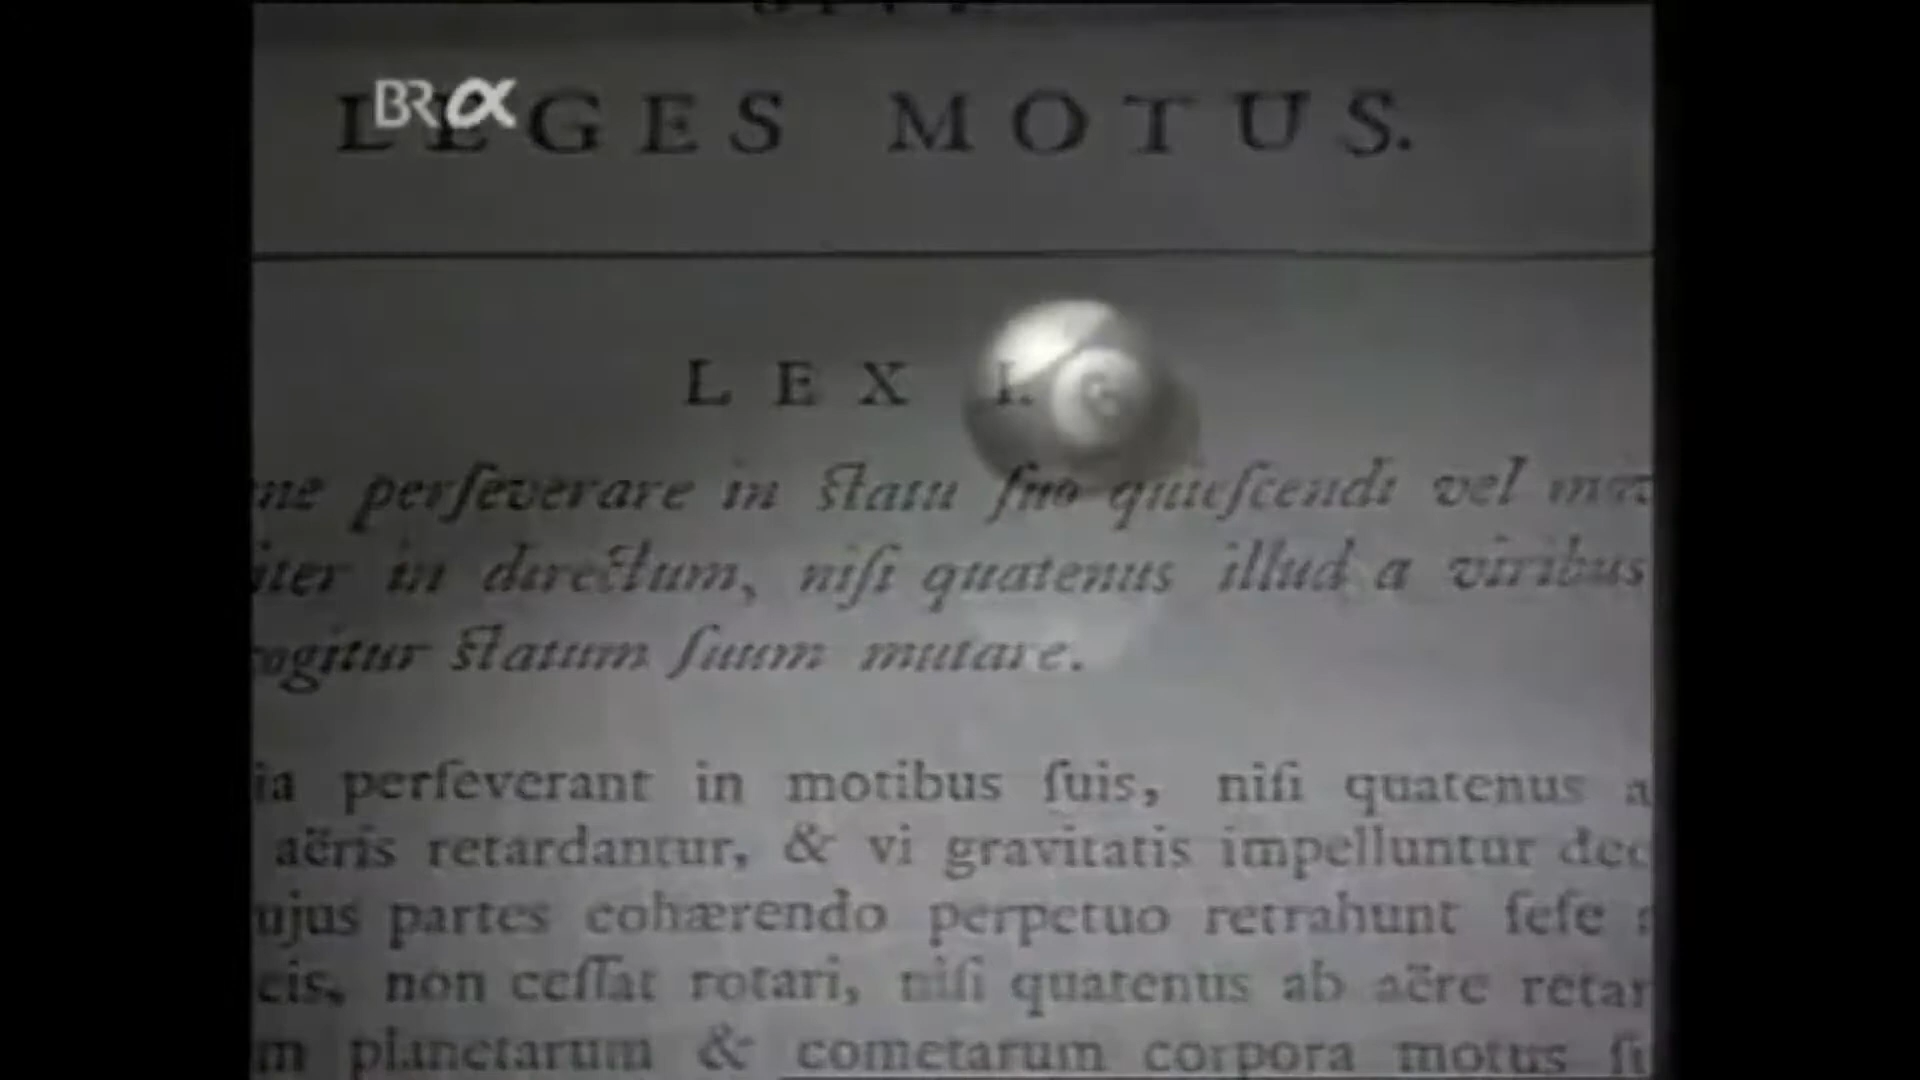 BRα
LEGES MOTUS.
LEX I.
perſeverare in ſtatu ſuo quieſcendi vel
in directum, niſi quatenus illud a viribus
ſtatum ſuum mutare.
perſeverant in motibus ſuis, niſi quatenus a
aëris retardantur, & vi gravitatis impelluntur
partes cohærendo perpetuo retrahunt ſeſe
non ceſſat rotari, niſi quatenus ab aëre retar
planetarum & cometarum corpora motus